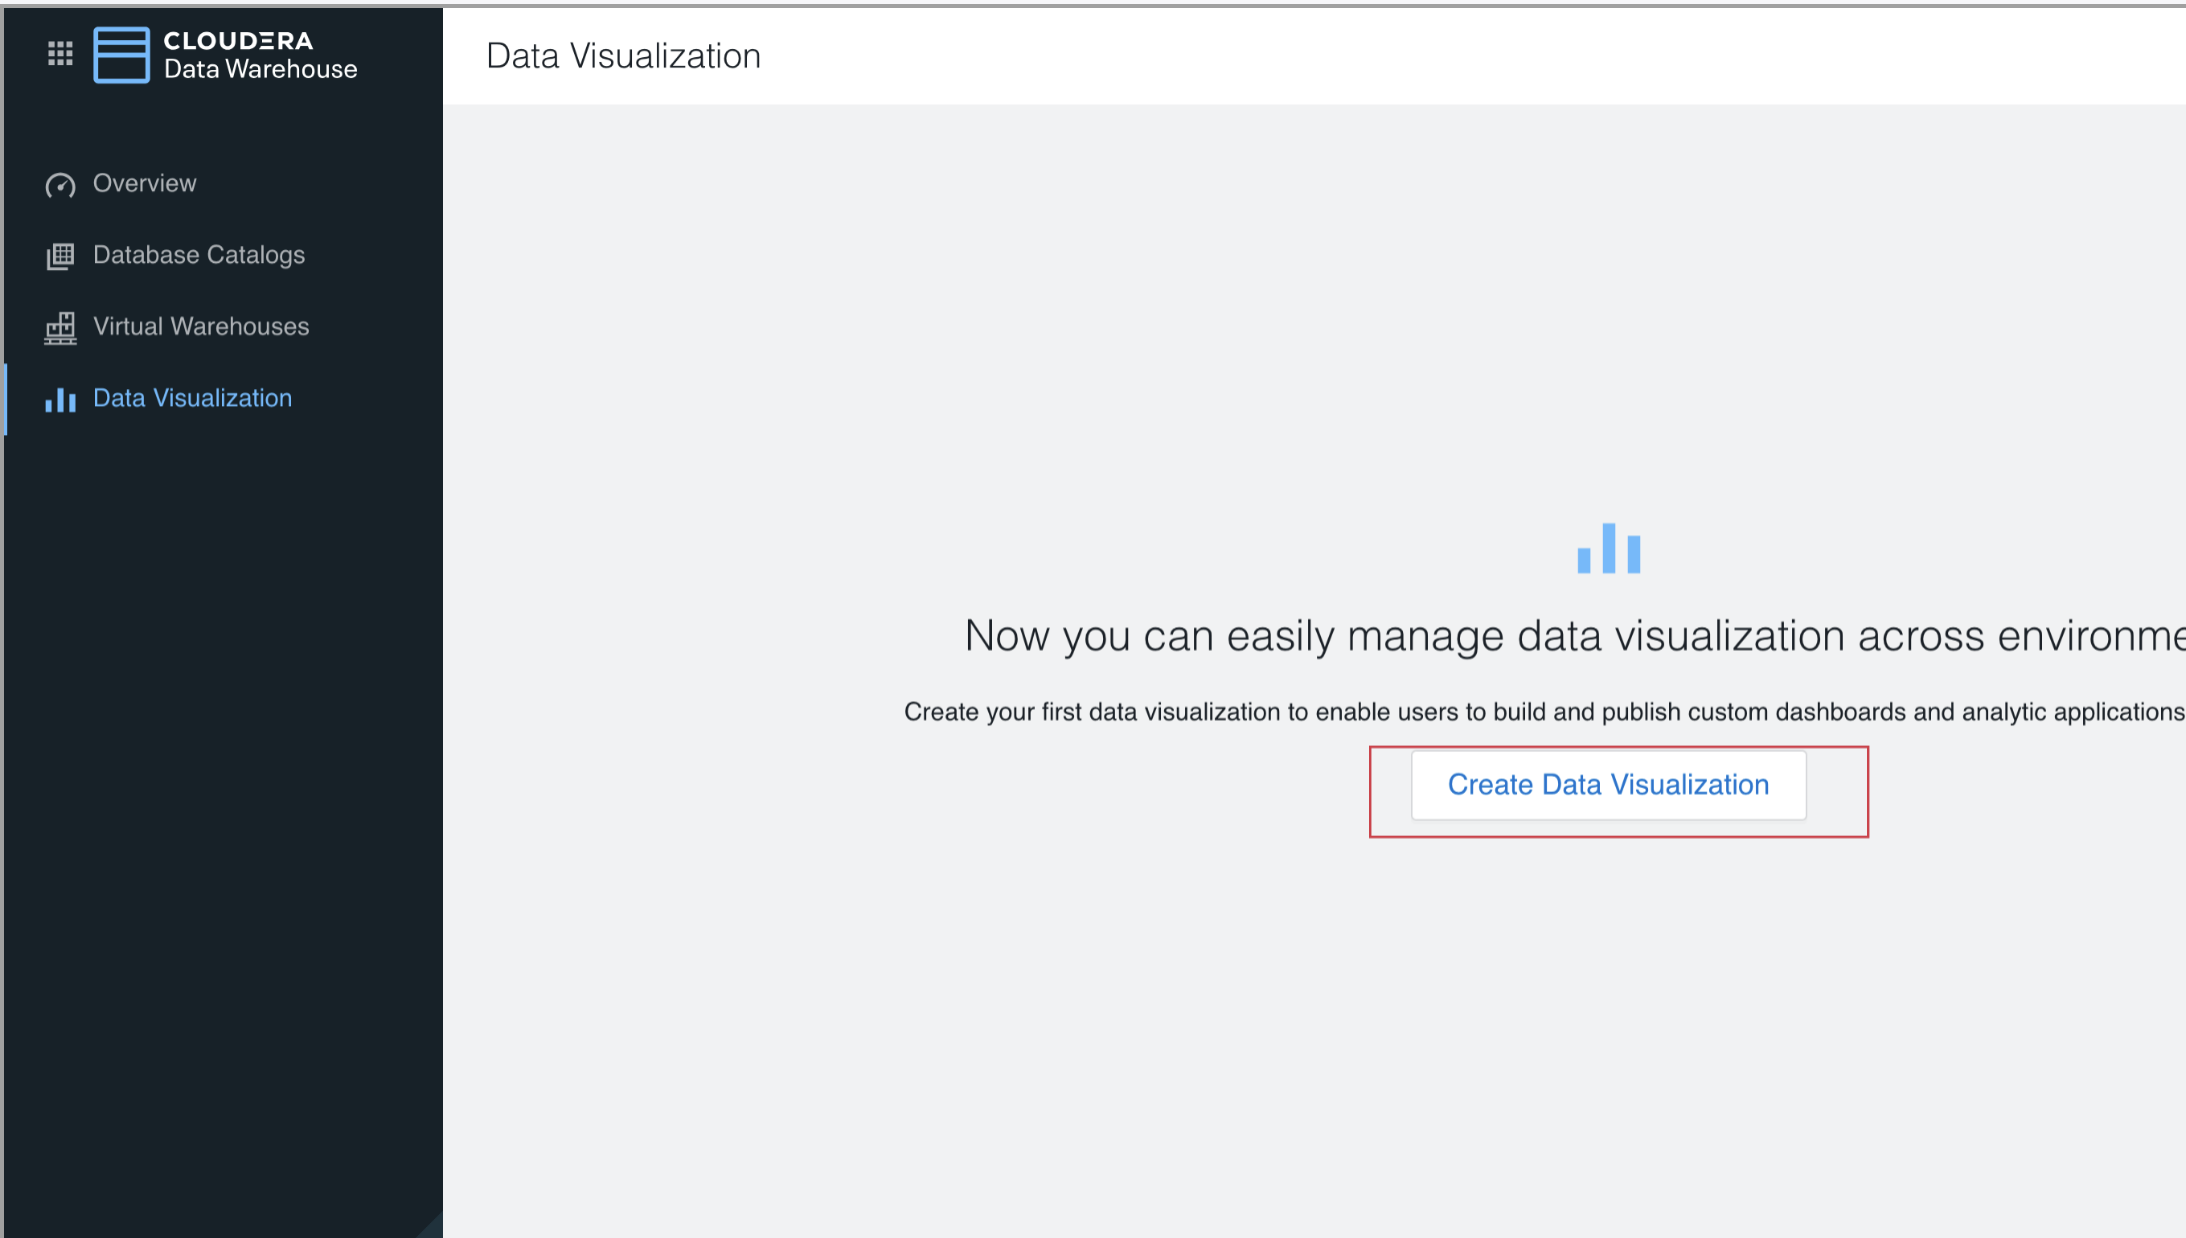 CLOUDERA
Data Warehouse
Overview
Database Catalogs
Virtual Warehouses
Data Visualization
Data Visualization
Now you can easily manage data visualization across environme
Create your first data visualization to enable users to build and publish custom dashboards and analytic applications
Create Data Visualization